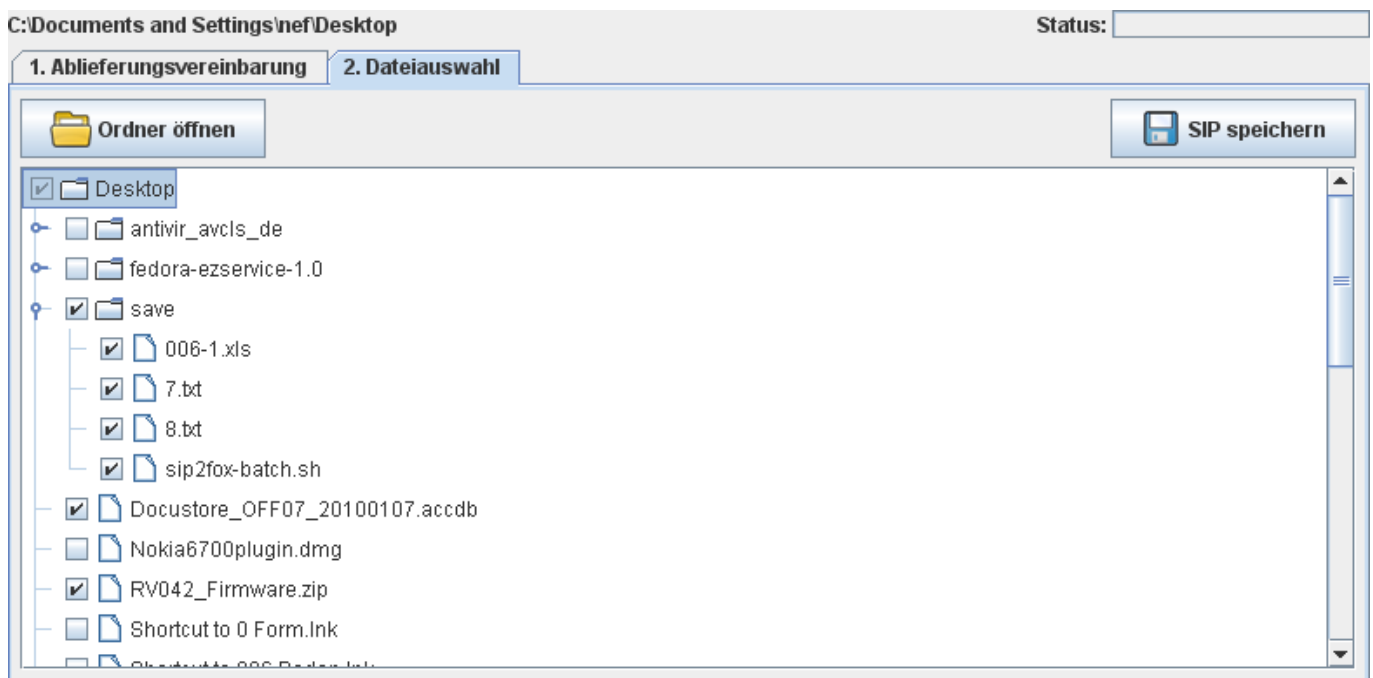 C:\Documents and Settings\nef\Desktop Status:
1. Ablieferungsvereinbarung 2. Dateiauswahl
Ordner öffnen SIP speichern
Desktop
antivir_avcls_de
fedora-ezservice-1.0
save
006-1.xls
7.txt
8.txt
sip2fox-batch.sh
Docustore_OFF07_20100107.accdb
Nokia6700plugin.dmg
RV042_Firmware.zip
Shortcut to 0 Form.lnk